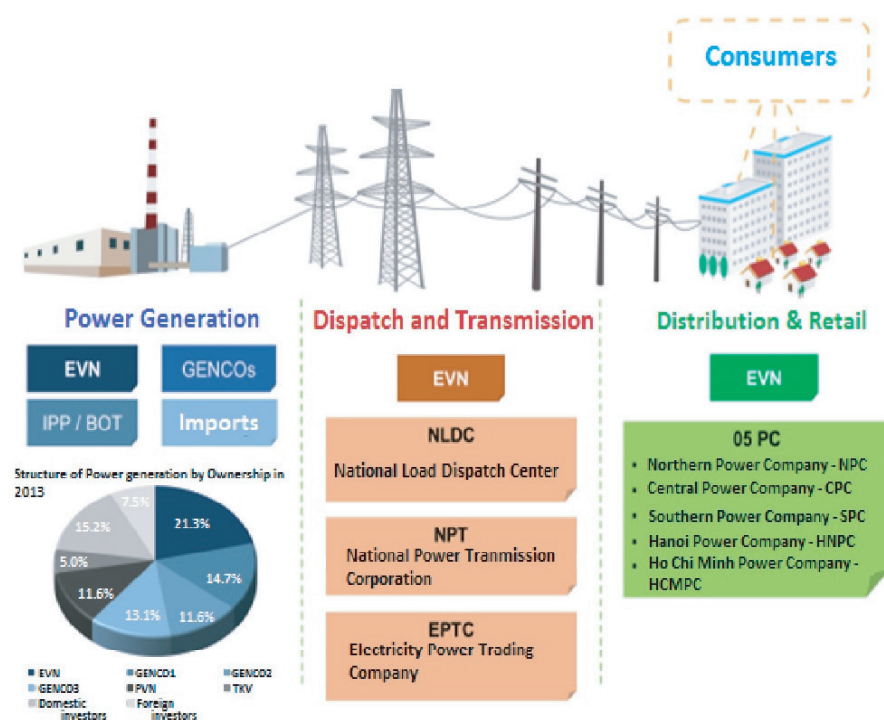 Consumers
Power Generation
EVN
GENCOs
IPP / BOT
Imports
Structure of Power generation by Ownership in
2013
7.5%
21.3%
15.2%
5.0%
14.7%
11.6%
13.1%
11.6%
EVN
GENCO1
GENCO2
GENCO3
PVN
TKV
Domestic
investors
Foreign
investors
Dispatch and Transmission
EVN
NLDC
National Load Dispatch Center
NPT
National Power Tranmission
Corporation
EPTC
Electricity Power Trading
Company
Distribution & Retail
EVN
05 PC
• Northern Power Company - NPC
• Central Power Company - CPC
• Southern Power Company - SPC
• Hanoi Power Company - HNPC
• Ho Chi Minh Power Company -
HCMPC